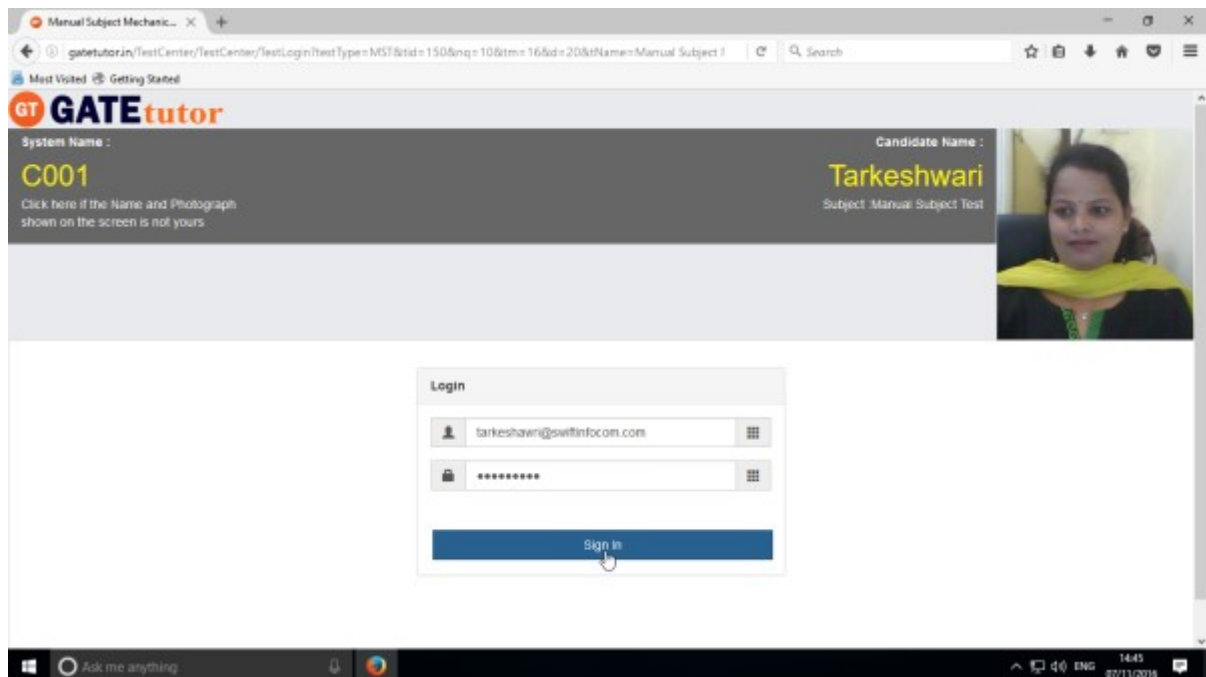 Manual Subject Mechanic...
gatetutor.in/TestCenter/TestCenter/TestLogin?testType=MST&tid=150&nq=10&tm=16&d=20&tName=Manual Subject
Search
Most Visited Getting Started
GT GATEtutor
System Name :
C001
Click here if the Name and Photograph
shown on the screen is not yours
Candidate Name :
Tarkeshwari
Subject :Manual Subject Test
Login
tarkeshawri@swiftinfocom.com
Sign In
Ask me anything
ENG
14:45
07/11/2016